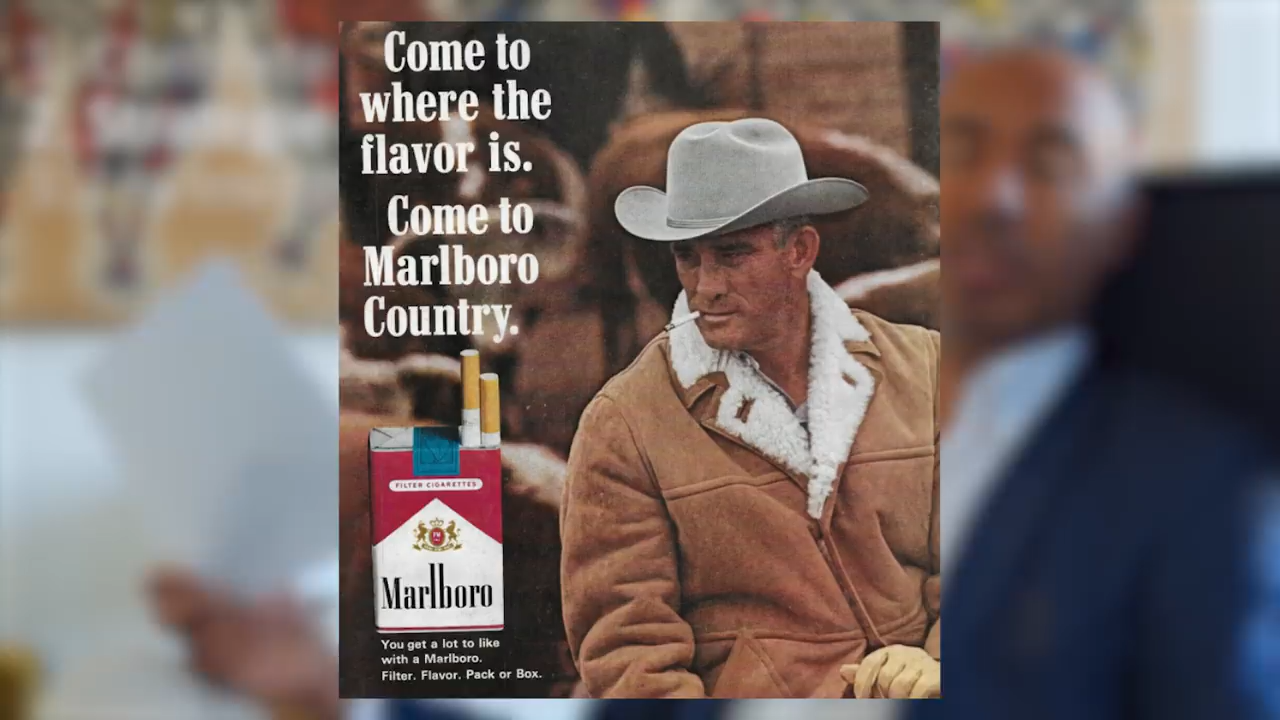 Come to
where the
flavor is.
Come to
Marlboro
Country.
FILTER CIGARETTES
Marlboro
You get a lot to like
with a Marlboro.
Filter. Flavor. Pack or Box.